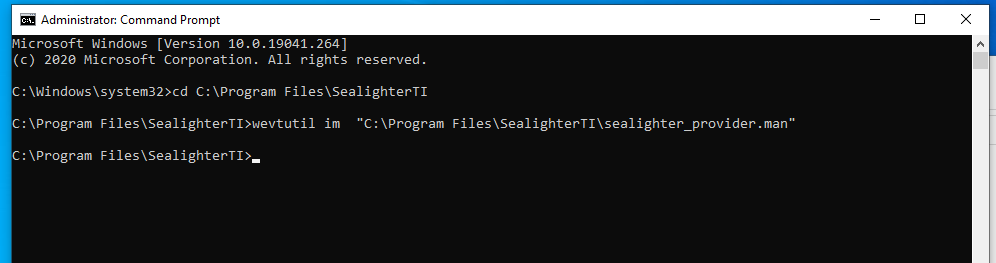 Administrator: Command Prompt
Microsoft Windows [Version 10.0.19041.264]
(c) 2020 Microsoft Corporation. All rights reserved.
C:\Windows\system32>cd C:\Program Files\SealighterTI
C:\Program Files\SealighterTI>wevtutil im  "C:\Program Files\SealighterTI\sealighter_provider.man"
C:\Program Files\SealighterTI>